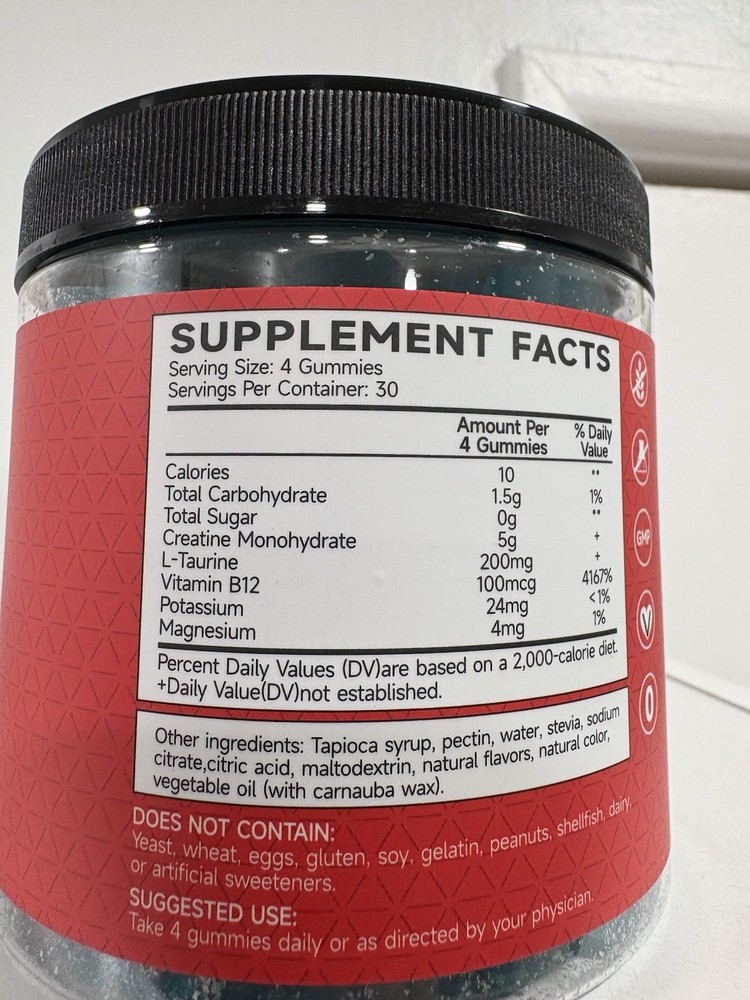 SUPPLEMENT FACTS
Serving Size: 4 Gummies
Servings Per Container: 30
Amount Per 4 Gummies % Daily Value
Calories 10 **
Total Carbohydrate 1.5g 1%
Total Sugar 0g **
Creatine Monohydrate 5g +
L-Taurine 200mg +
Vitamin B12 100mcg 4167%
Potassium 24mg <1%
Magnesium 4mg 1%
Percent Daily Values (DV)are based on a 2,000-calorie diet.
+Daily Value(DV)not established.
Other ingredients: Tapioca syrup, pectin, water, stevia, sodium
citrate,citric acid, maltodextrin, natural flavors, natural color,
vegetable oil (with carnauba wax).
DOES NOT CONTAIN:
Yeast, wheat, eggs, gluten, soy, gelatin, peanuts, shellfish, dairy,
or artificial sweeteners.
SUGGESTED USE:
Take 4 gummies daily or as directed by your physician.
GMP
V
0